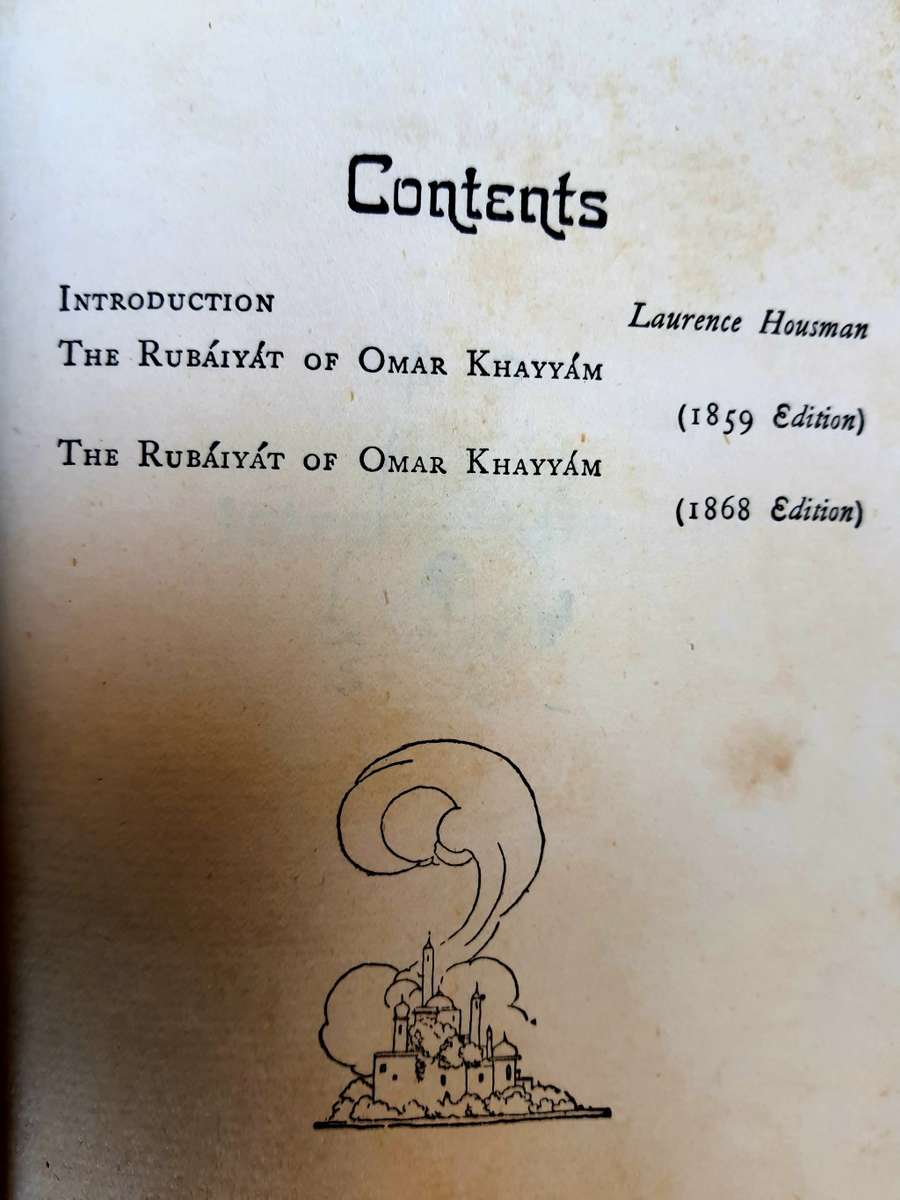 Contents
Introduction Laurence Housman
The Rubáiyát of Omar Khayyám
(1859 Edition)
The Rubáiyát of Omar Khayyám
(1868 Edition)